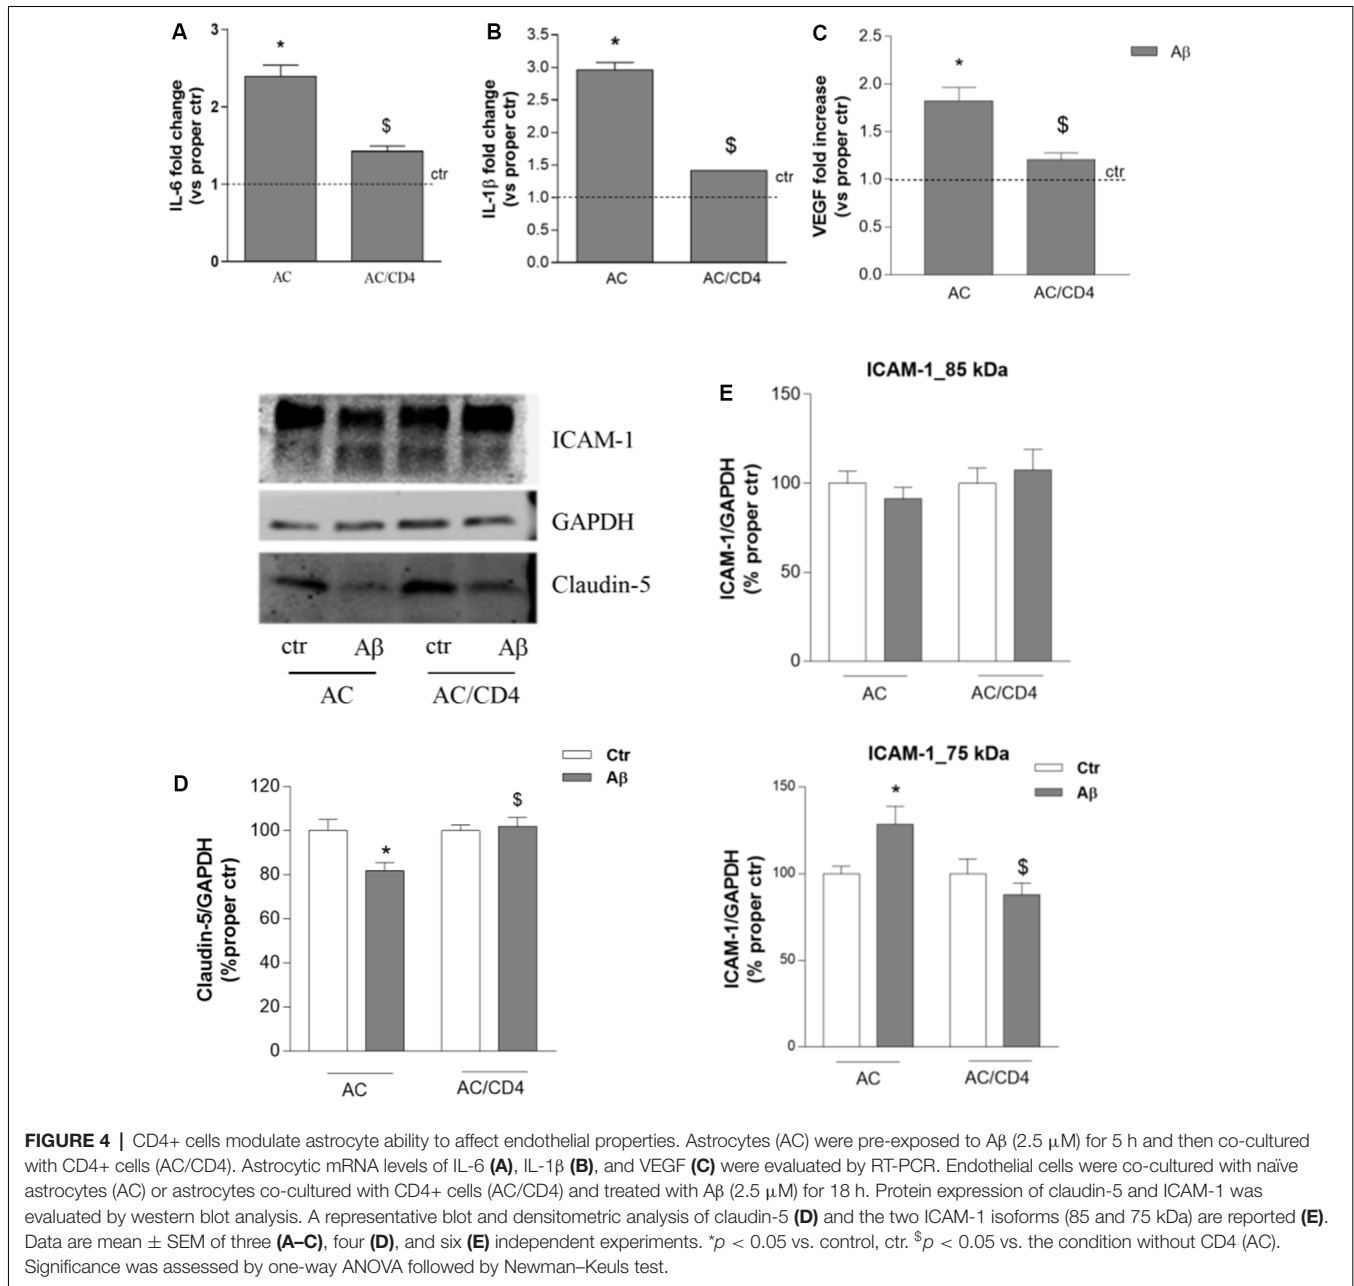 A
IL-6 fold change
(vs proper ctr)
3
2
1
0
*
$
ctr
AC
AC/CD4
B
IL-1β fold change
(vs proper ctr)
3.5
3.0
2.5
2.0
1.5
1.0
0.5
0.0
*
$
ctr
AC
AC/CD4
C
VEGF fold increase
(vs proper ctr)
2.5
2.0
1.5
1.0
0.5
0.0
*
$
ctr
AC
AC/CD4
Aβ
ICAM-1
GAPDH
Claudin-5
ctr Aβ ctr Aβ
AC AC/CD4
E
ICAM-1_85 kDa
ICAM-1/GAPDH
(% proper ctr)
150
100
50
0
AC
AC/CD4
D
Ctr
Aβ
Claudin-5/GAPDH
(%proper ctr)
120
100
80
60
40
20
0
*
$
AC
AC/CD4
ICAM-1_75 kDa
Ctr
Aβ
ICAM-1/GAPDH
(% proper ctr)
150
100
50
0
*
$
AC
AC/CD4
FIGURE 4 | CD4+ cells modulate astrocyte ability to affect endothelial properties. Astrocytes (AC) were pre-exposed to Aβ (2.5 μM) for 5 h and then co-cultured
with CD4+ cells (AC/CD4). Astrocytic mRNA levels of IL-6 (A), IL-1β (B), and VEGF (C) were evaluated by RT-PCR. Endothelial cells were co-cultured with naïve
astrocytes (AC) or astrocytes co-cultured with CD4+ cells (AC/CD4) and treated with Aβ (2.5 μM) for 18 h. Protein expression of claudin-5 and ICAM-1 was
evaluated by western blot analysis. A representative blot and densitometric analysis of claudin-5 (D) and the two ICAM-1 isoforms (85 and 75 kDa) are reported (E).
Data are mean ± SEM of three (A–C), four (D), and six (E) independent experiments. *p < 0.05 vs. control, ctr. $p < 0.05 vs. the condition without CD4 (AC).
Significance was assessed by one-way ANOVA followed by Newman–Keuls test.